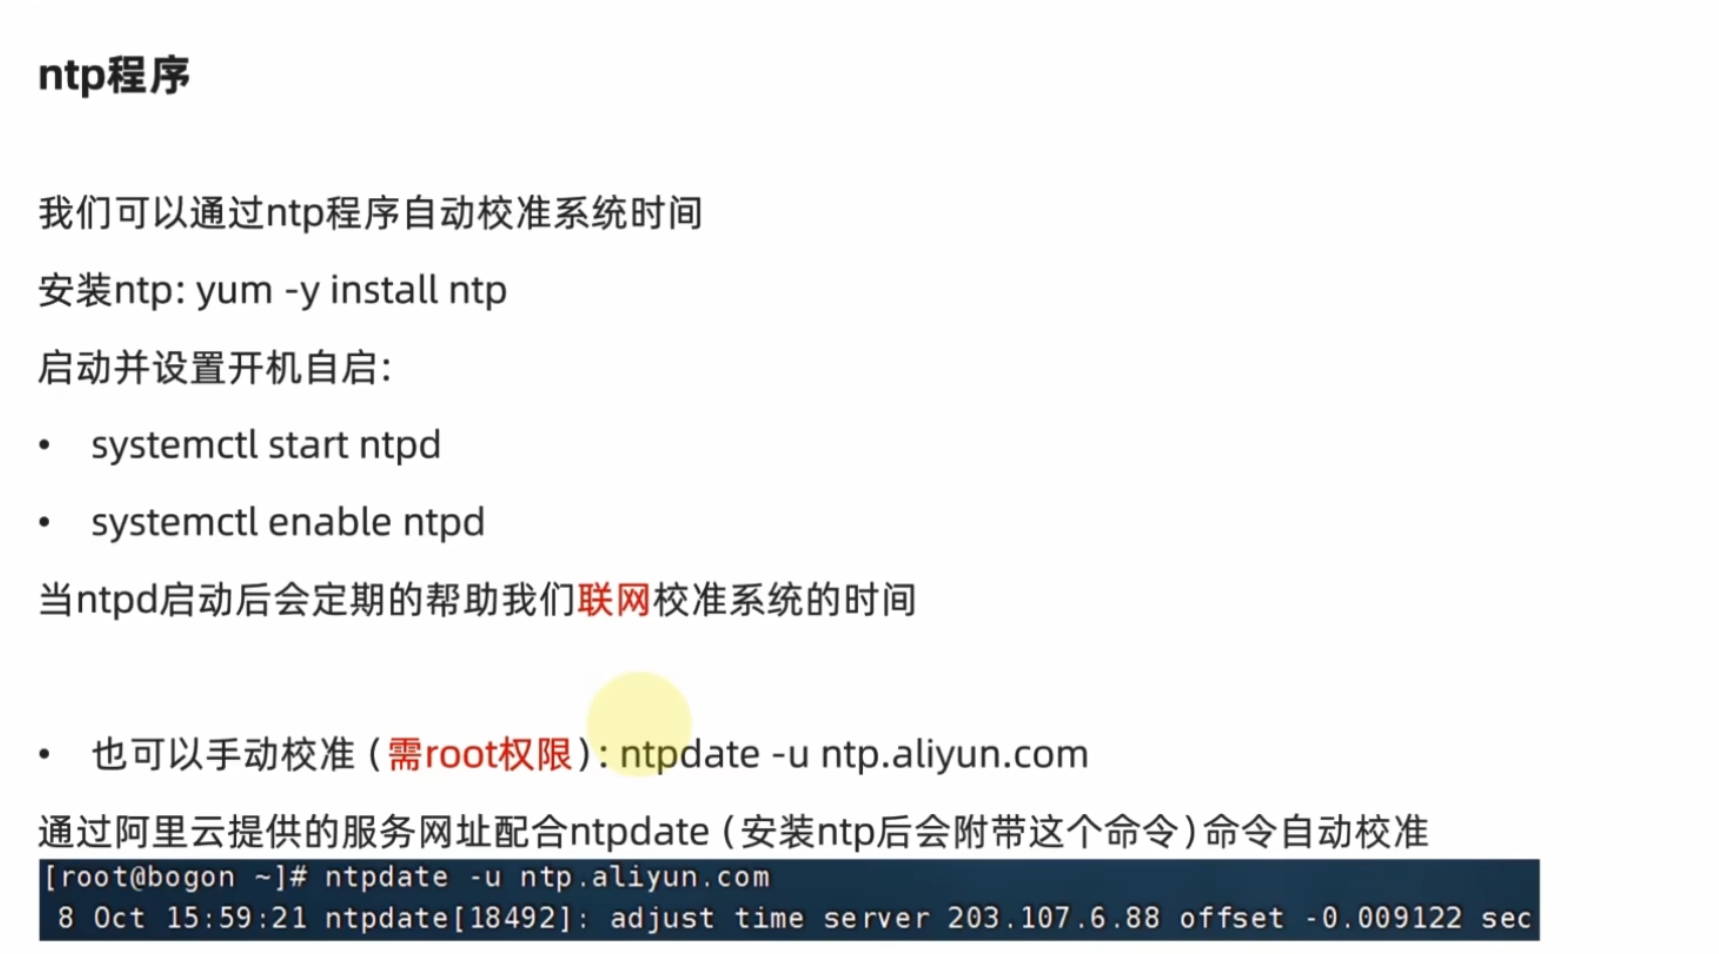 ntp程序
我们可以通过ntp程序自动校准系统时间
安装ntp: yum -y install ntp
启动并设置开机自启:
• systemctl start ntpd
• systemctl enable ntpd
当ntpd启动后会定期的帮助我们联网校准系统的时间
• 也可以手动校准 (需root权限) : ntpdate -u ntp.aliyun.com
通过阿里云提供的服务网址配合ntpdate (安装ntp后会附带这个命令) 命令自动校准
[root@bogon ~]# ntpdate -u ntp.aliyun.com
8 Oct 15:59:21 ntpdate[18492]: adjust time server 203.107.6.88 offset -0.009122 sec